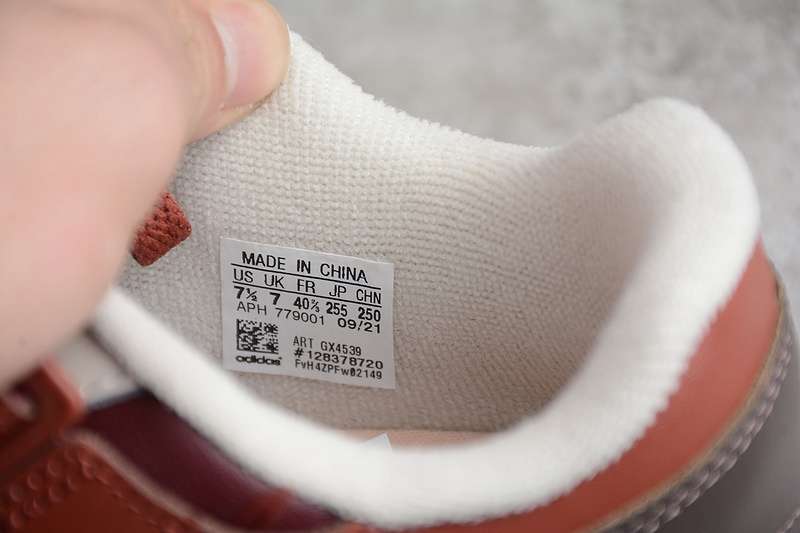 MADE IN CHINA
US UK FR JP CHN
7½ 7 40⅔ 255 250
APH 779001 09/21
ART GX4539
#128378720
adidas FvH4ZPFw02149